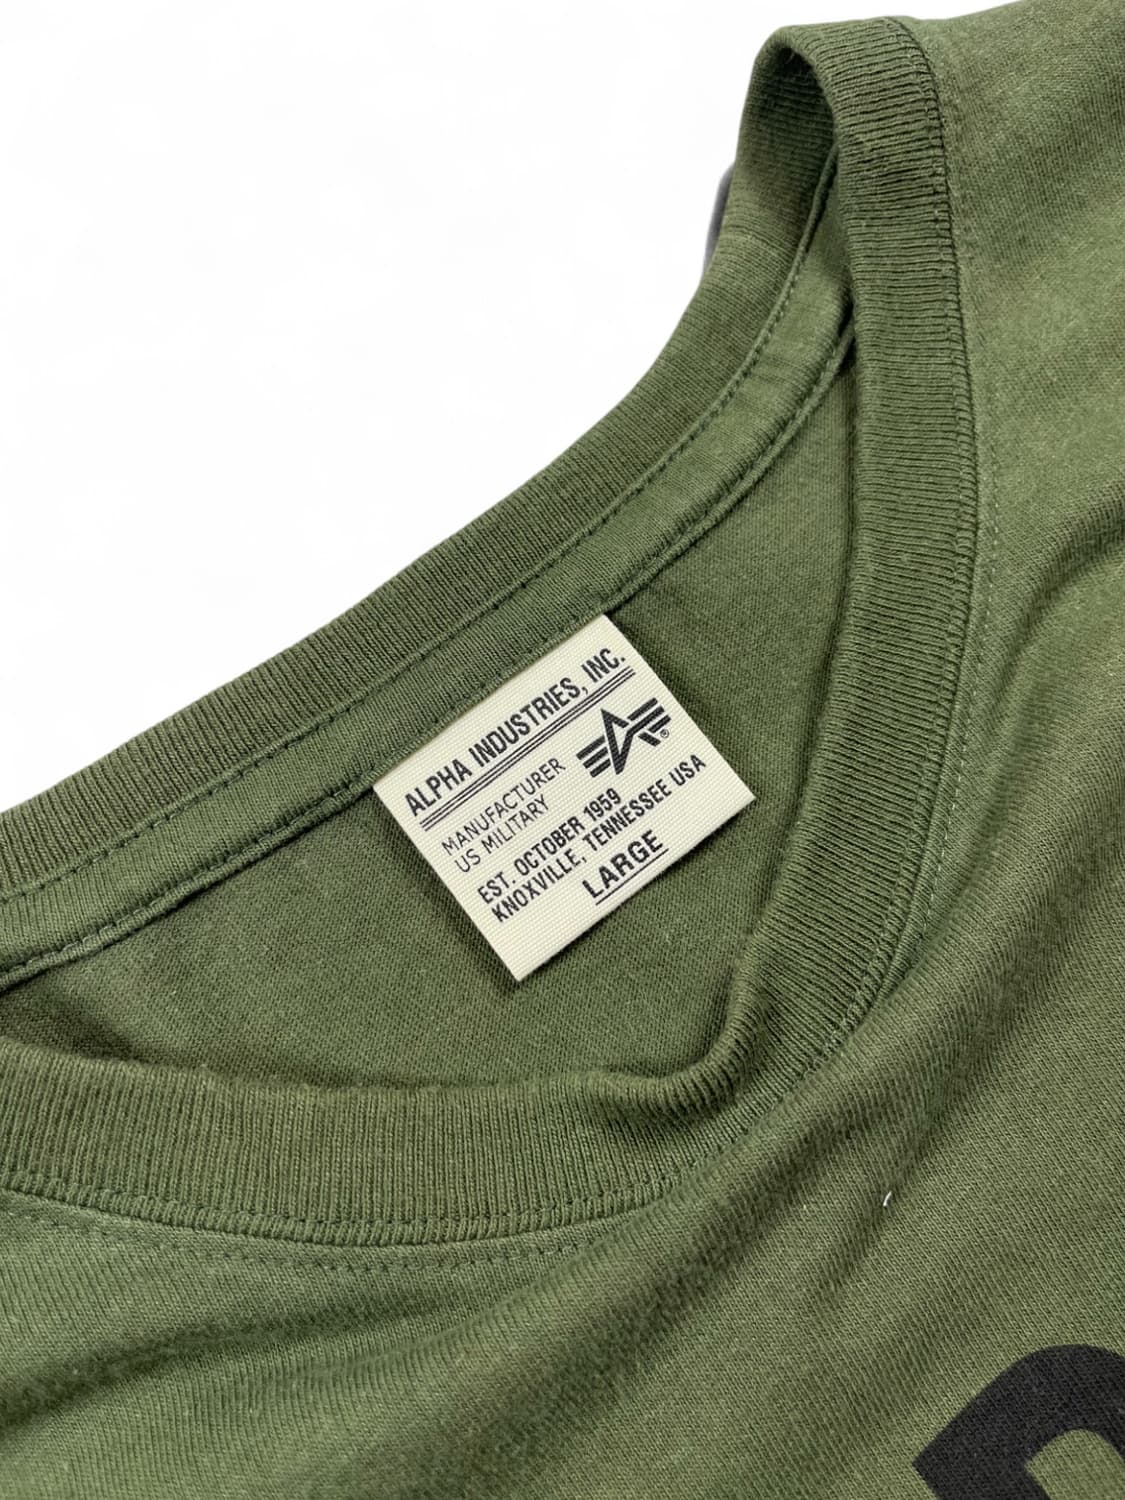 ALPHA INDUSTRIES, INC.
MANUFACTURER
US MILITARY
®
EST. OCTOBER 1959
KNOXVILLE, TENNESSEE USA
LARGE